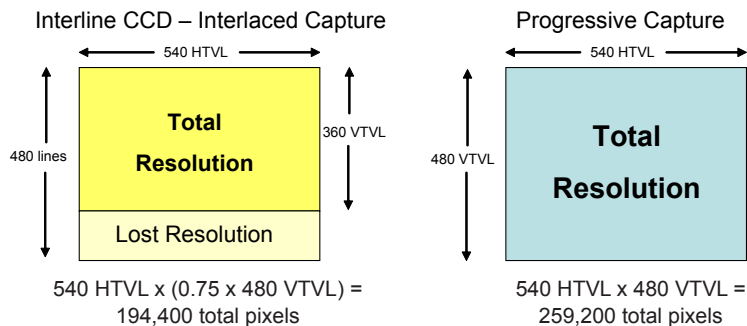 Interline CCD – Interlaced Capture
540 HTVL
480 lines
Total
Resolution
360 VTVL
Lost Resolution
540 HTVL x (0.75 x 480 VTVL) =
194,400 total pixels
Progressive Capture
540 HTVL
480 VTVL
Total
Resolution
540 HTVL x 480 VTVL =
259,200 total pixels